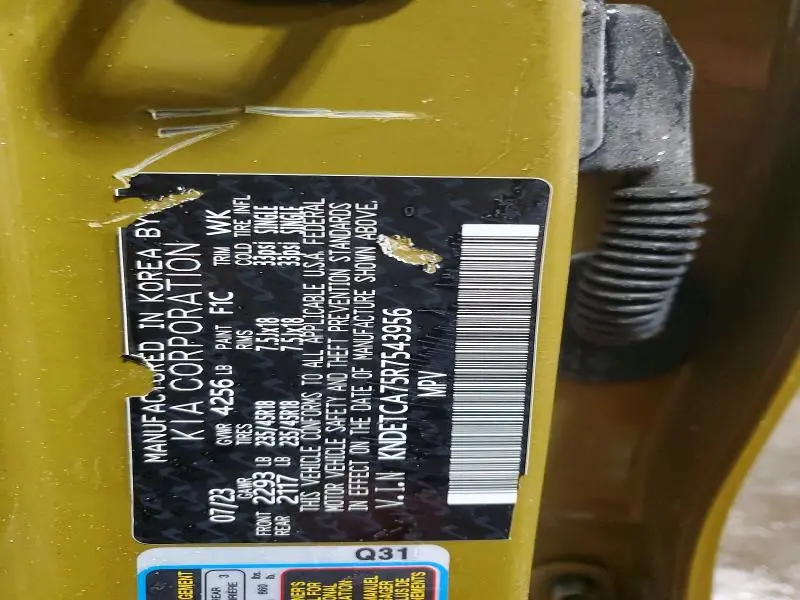 MANUFACTURED IN KOREA BY
KIA CORPORATION
07/23 GVWR 4256 LB PAINT F1C TRIM WK
GAWR TIRES RIMS COLD TIRE INFL
FRONT 2293 LB 235/45R18 7.5Jx18 33psi SINGLE
REAR 2117 LB 235/45R18 7.5Jx18 33psi SINGLE
THIS VEHICLE CONFORMS TO ALL APPLICABLE U.S.A. FEDERAL
MOTOR VEHICLE SAFETY AND THEFT PREVENTION STANDARDS
IN EFFECT ON THE DATE OF MANUFACTURE SHOWN ABOVE.
V.I.N KNDETCA75R7543956
MPV
Q31